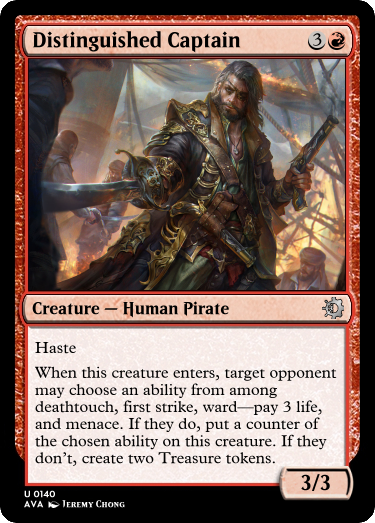 Distinguished Captain 3
Creature — Human Pirate
Haste
When this creature enters, target opponent
may choose an ability from among
deathtouch, first strike, ward—pay 3 life,
and menace. If they do, put a counter of
the chosen ability on this creature. If they
don't, create two Treasure tokens.
3/3
U 0140
AVA Jeremy Chong